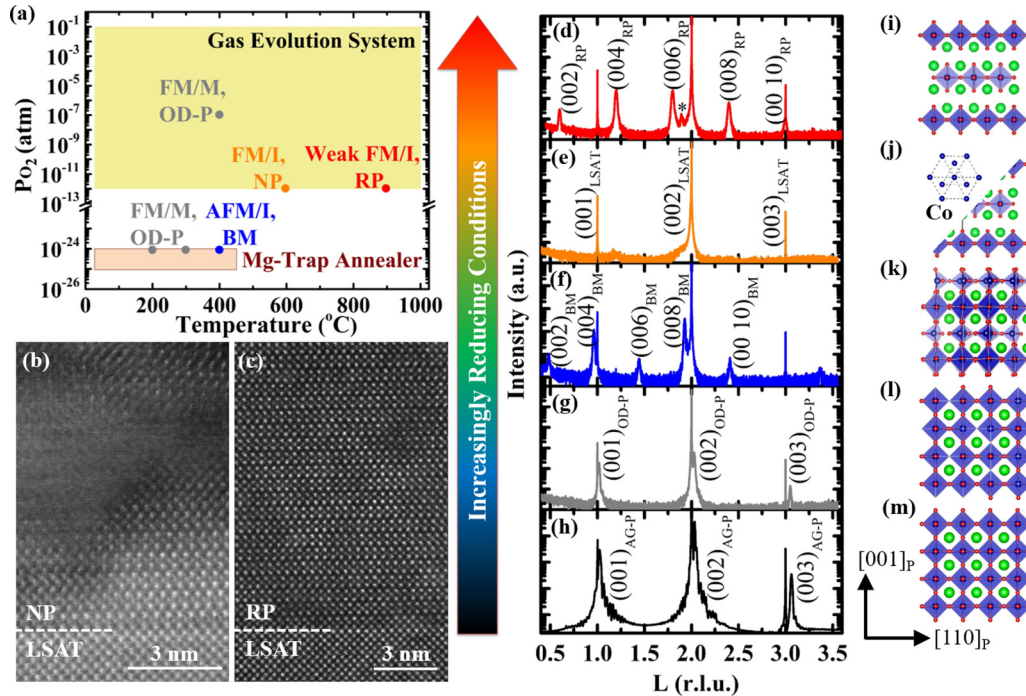 (a)
10⁻¹
10⁻³
10⁻⁵
10⁻⁷
10⁻⁹
10⁻¹¹
10⁻¹³
10⁻²⁴
10⁻²⁶
Po₂ (atm)
Gas Evolution System
FM/M,
OD-P
FM/I,
NP
Weak FM/I,
RP
FM/M,
OD-P
AFM/I,
BM
Mg-Trap Annealer
0 200 400 600 800 1000
Temperature (°C)
(b)
NP
LSAT
3 nm
(c)
RP
LSAT
3 nm
Increasingly Reducing Conditions
Intensity (a.u.)
(d)
(002)RP
(004)RP
(006)RP
*
(008)RP
(00 10)RP
(e)
(001)LSAT
(002)LSAT
(003)LSAT
(f)
(002)BM
(004)BM
(006)BM
(008)BM
(00 10)BM
(g)
(001)OD-P
(002)OD-P
(003)OD-P
(h)
(001)AG-P
(002)AG-P
(003)AG-P
0.5 1.0 1.5 2.0 2.5 3.0 3.5
L (r.l.u.)
(i)
(j)
Co
(k)
(l)
(m)
[001]P
[110]P